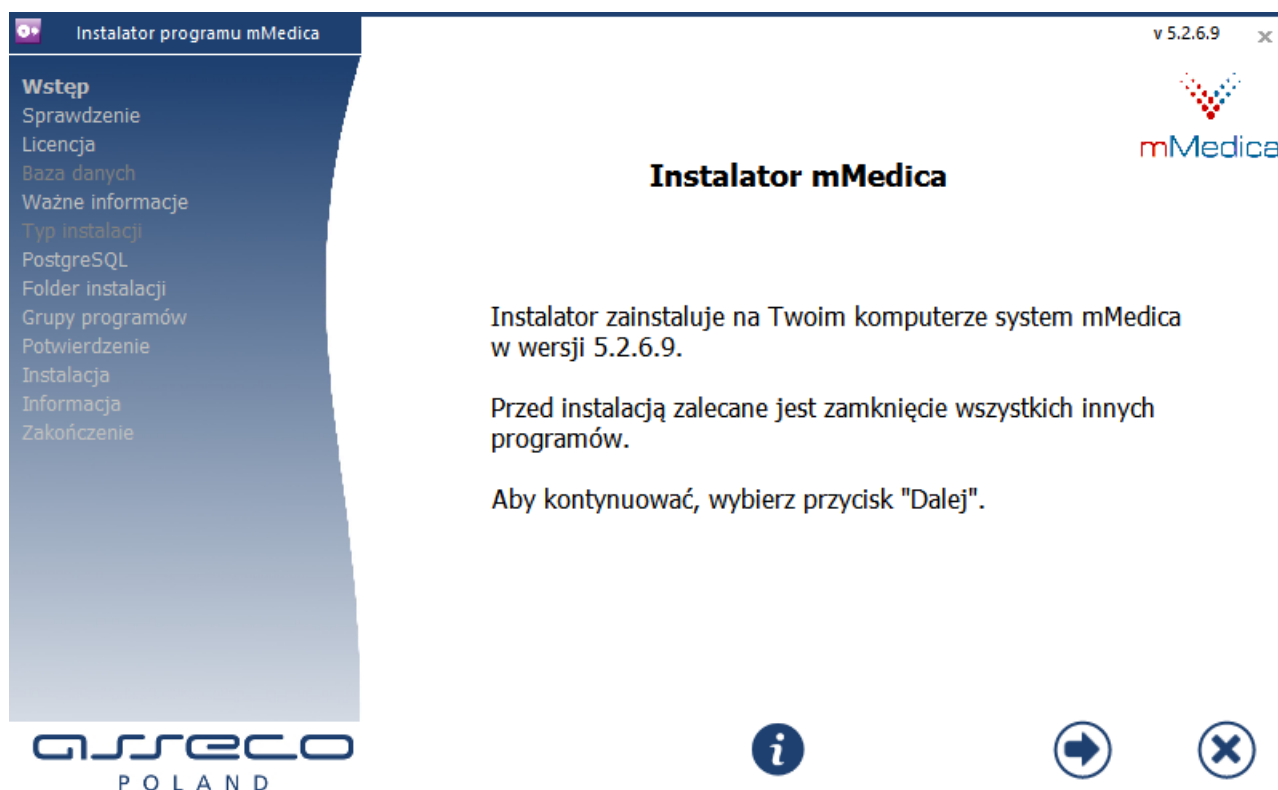 Instalator programu mMedica
v 5.2.6.9
Wstęp
Sprawdzenie
Licencja
Baza danych
Ważne informacje
Typ instalacji
PostgreSQL
Folder instalacji
Grupy programów
Potwierdzenie
Instalacja
Informacja
Zakończenie
mMedica
Instalator mMedica
Instalator zainstaluje na Twoim komputerze system mMedica
w wersji 5.2.6.9.
Przed instalacją zalecane jest zamknięcie wszystkich innych
programów.
Aby kontynuować, wybierz przycisk "Dalej".
asseco
POLAND